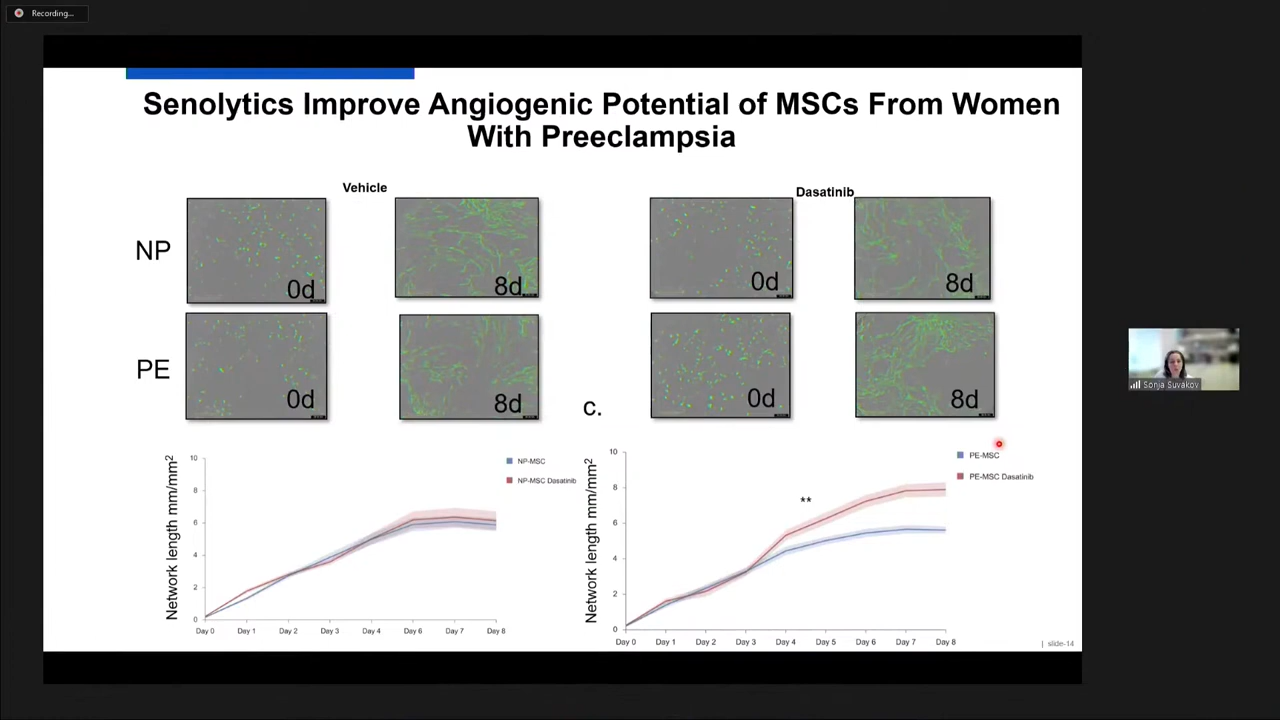 Recording...
Senolytics Improve Angiogenic Potential of MSCs From Women
With Preeclampsia
Vehicle
Dasatinib
NP
0d
8d
0d
8d
PE
0d
8d
c.
0d
8d
Network length mm/mm²
10
8
6
4
2
0
Day 0 Day 1 Day 2 Day 3 Day 4 Day 6 Day 7 Day 8
NP-MSC
NP-MSC Dasatinib
Network length mm/mm²
10
8
6
4
2
0
**
Day 0 Day 1 Day 2 Day 3 Day 4 Day 5 Day 6 Day 7 Day 8
PE-MSC
PE-MSC Dasatinib
| slide-14
Sonja Suvakov